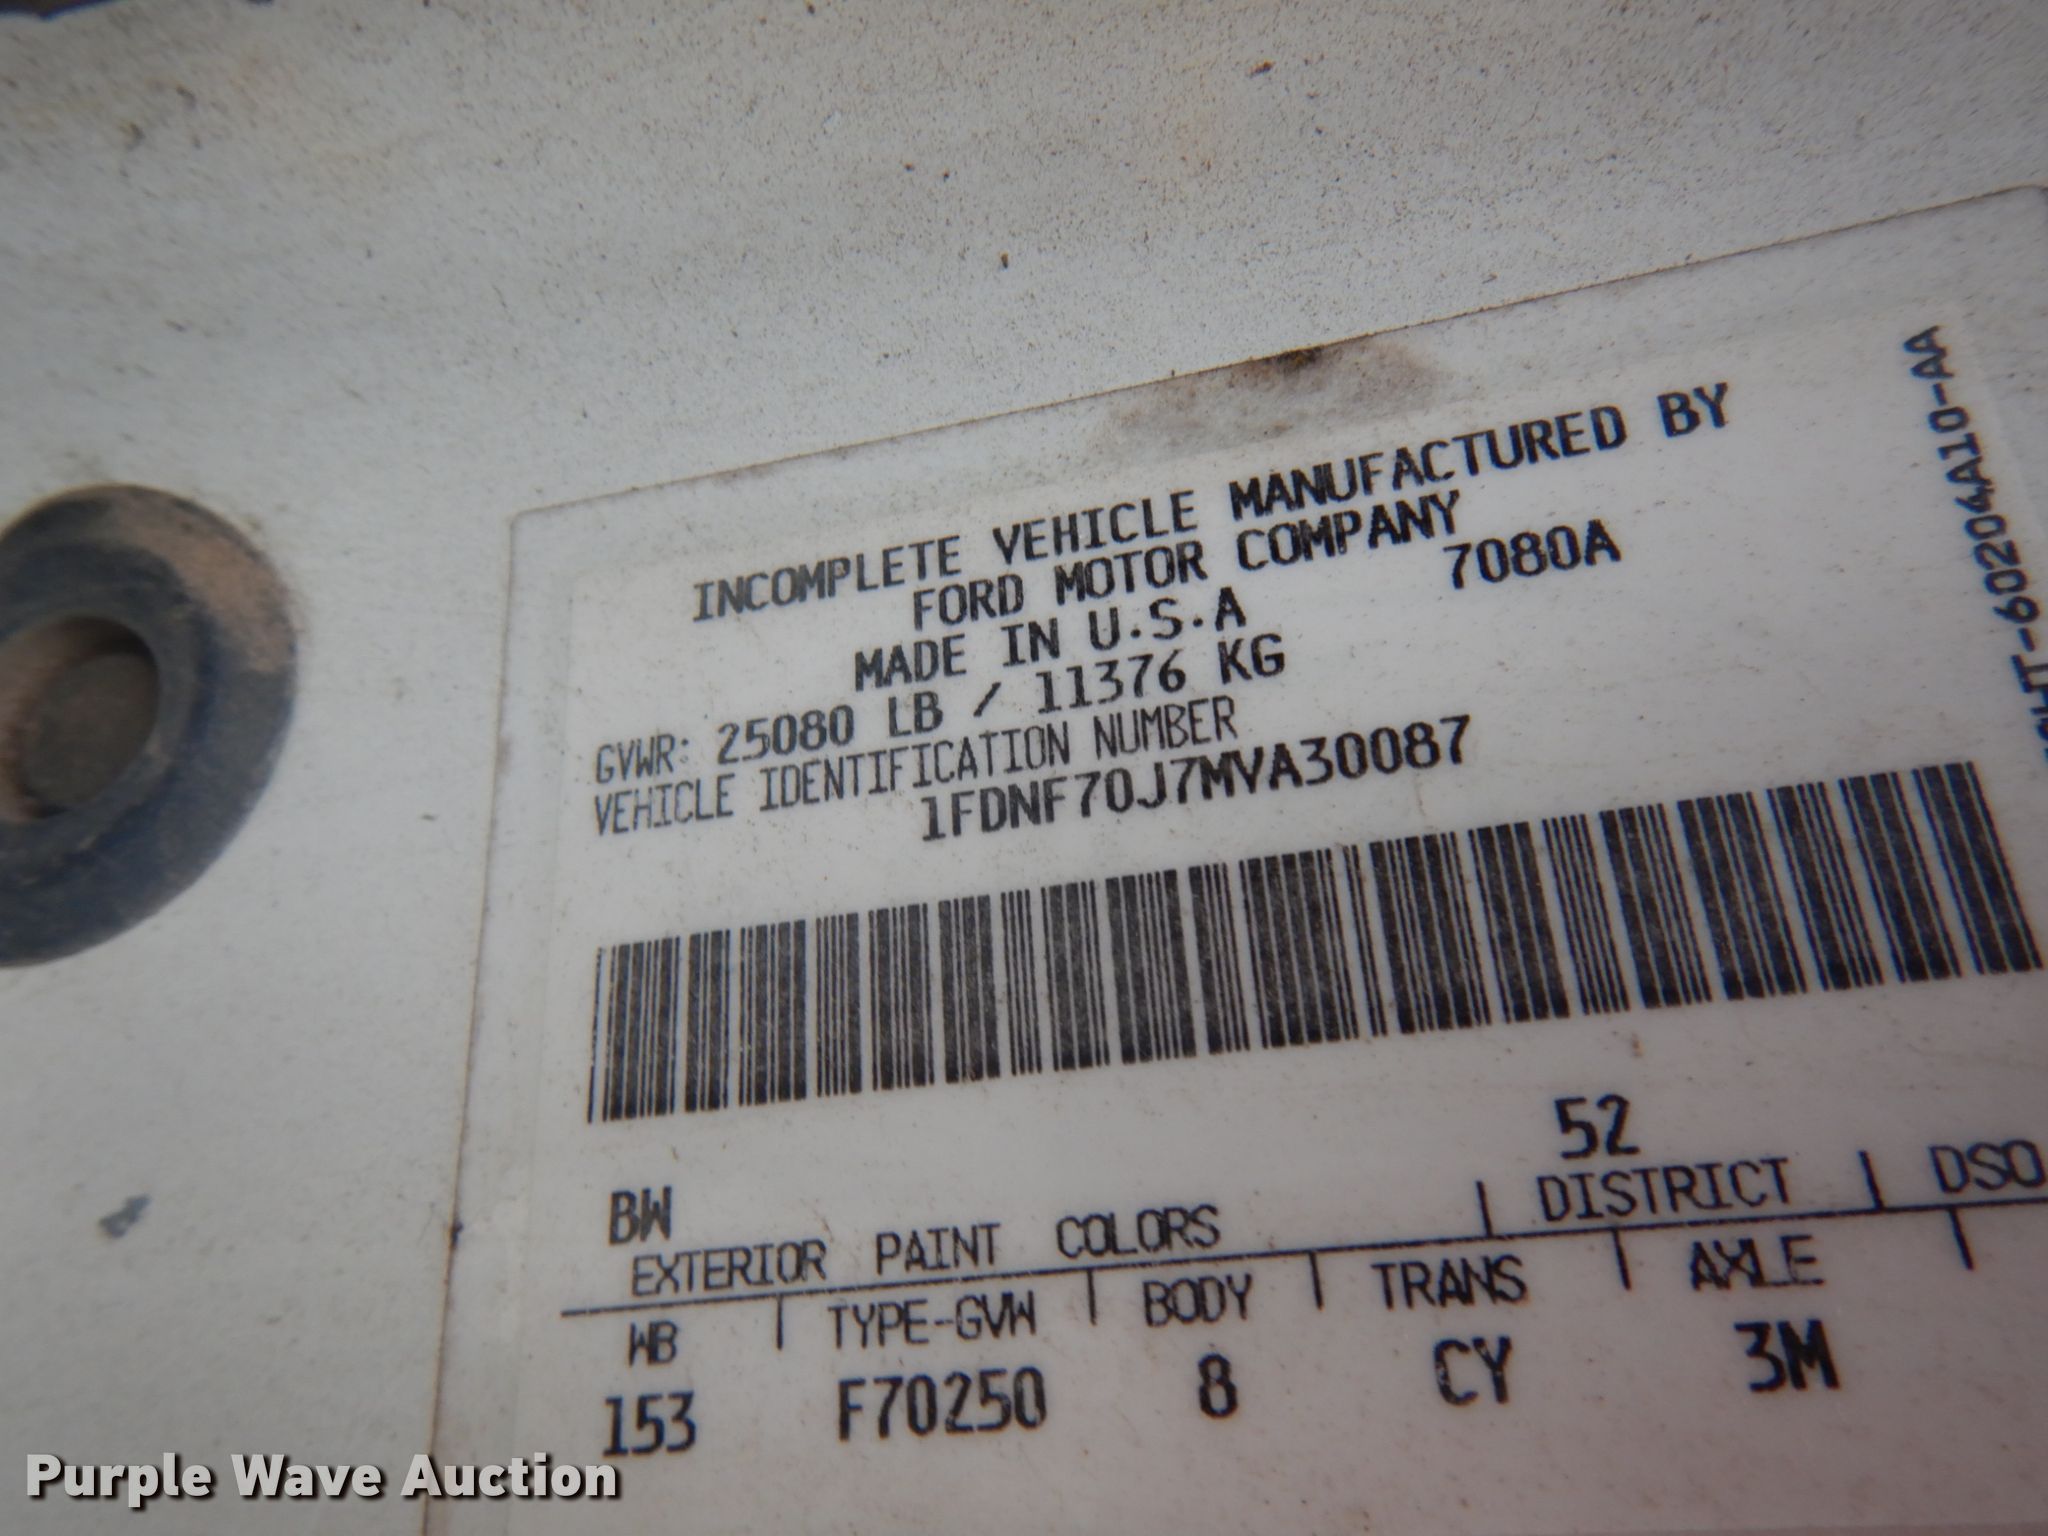 INCOMPLETE VEHICLE MANUFACTURED BY
FORD MOTOR COMPANY
MADE IN U.S.A 7080A
GVWR: 25080 LB / 11376 KG
VEHICLE IDENTIFICATION NUMBER
1FDNF70J7MVA30087
-60204A10-AA
BW 52
EXTERIOR PAINT COLORS DISTRICT DSO
WB TYPE-GVW BODY TRANS AXLE
153 F70250 8 CY 3M
Purple Wave Auction